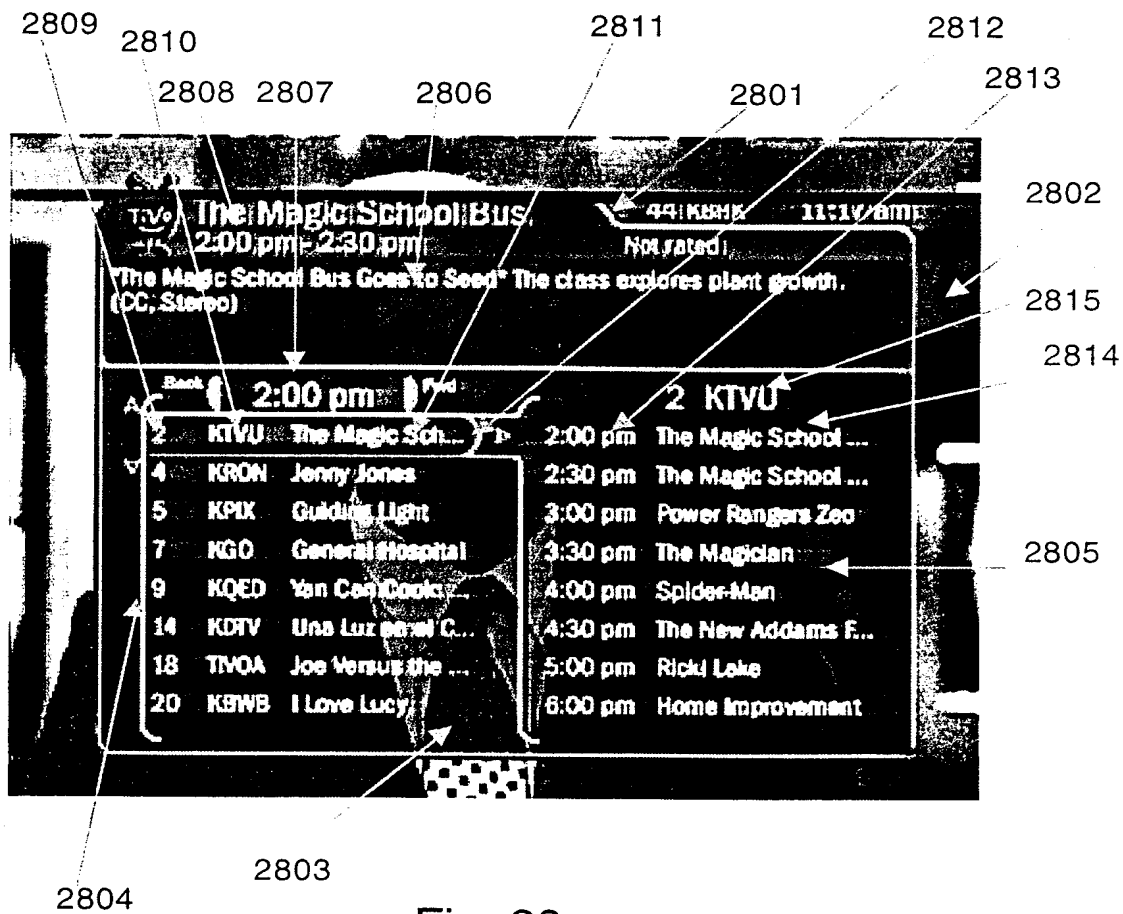 2809
2810
2811
2812
2808 2807
2806
2801
2813
2802
TiVo
The Magic School Bus
44 KBHK
2:00 pm - 2:30 pm
Not rated
"The Magic School Bus Goes to Seed" The class explores plant growth.
(CC, Stereo)
2815
2814
Back 2:00 pm Fwd
2 KTVU
2 KTVU The Magic Sch...
2:00 pm The Magic School ...
4 KRON Jenny Jones
2:30 pm The Magic School ...
5 KPIX Guiding Light
3:00 pm Power Rangers Zeo
7 KGO General Hospital
3:30 pm The Magician
2805
9 KQED Yan Can Cook: ...
4:00 pm Spider-Man
14 KDTV Una Luz en el C...
4:30 pm The New Addams F...
18 TIVOA Joe Versus the ...
5:00 pm Ricki Lake
20 KBWB I Love Lucy
6:00 pm Home Improvement
2803
2804